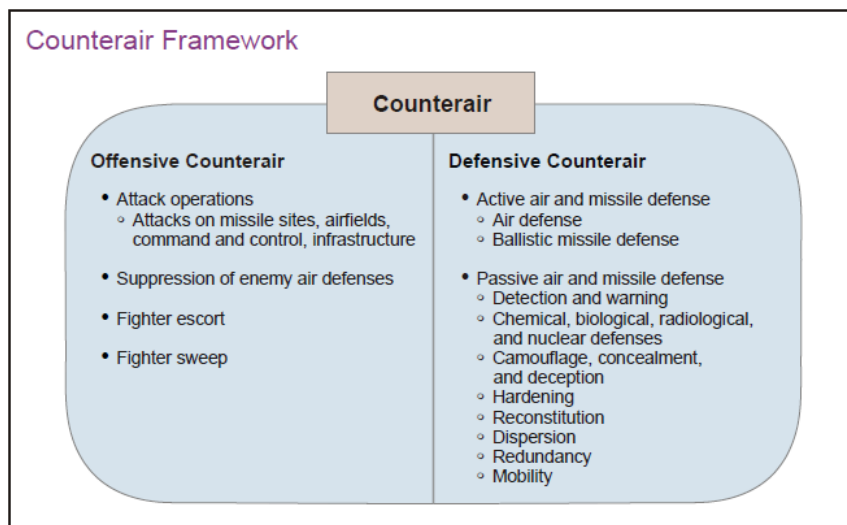 Counterair Framework
Counterair
Offensive Counterair
• Attack operations
◦ Attacks on missile sites, airfields,
command and control, infrastructure
• Suppression of enemy air defenses
• Fighter escort
• Fighter sweep
Defensive Counterair
• Active air and missile defense
◦ Air defense
◦ Ballistic missile defense
• Passive air and missile defense
◦ Detection and warning
◦ Chemical, biological, radiological,
and nuclear defenses
◦ Camouflage, concealment,
and deception
◦ Hardening
◦ Reconstitution
◦ Dispersion
◦ Redundancy
◦ Mobility